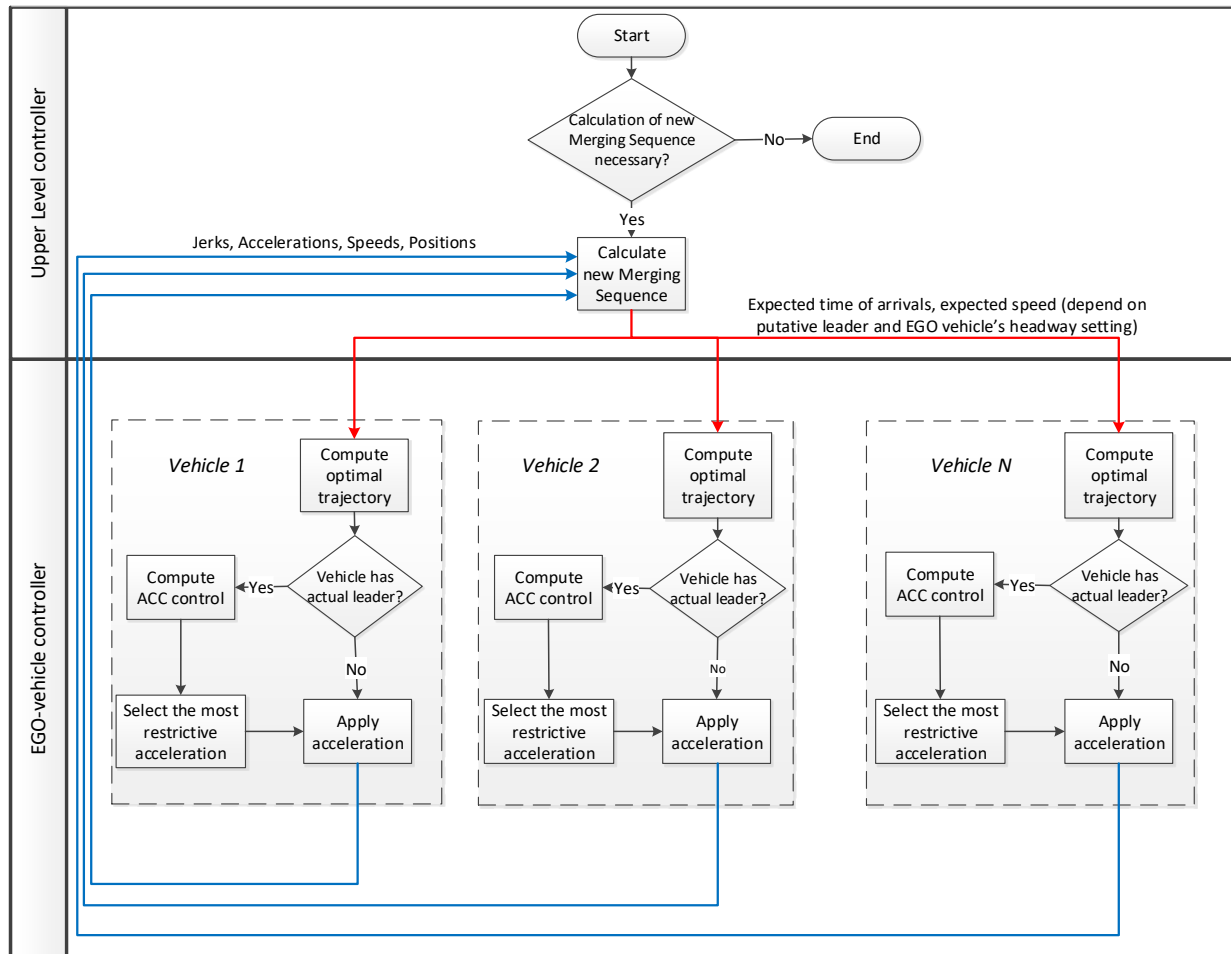 Upper Level controller
Start
Calculation of new
Merging Sequence
necessary?
No
End
Yes
Jerks, Accelerations, Speeds, Positions
Calculate
new Merging
Sequence
Expected time of arrivals, expected speed (depend on
putative leader and EGO vehicle's headway setting)
EGO-vehicle controller
Vehicle 1
Compute
optimal
trajectory
Vehicle has
actual leader?
Yes
Compute
ACC control
No
Select the most
restrictive
acceleration
Apply
acceleration
Vehicle 2
Compute
optimal
trajectory
Vehicle has
actual leader?
Yes
Compute
ACC control
No
Select the most
restrictive
acceleration
Apply
acceleration
Vehicle N
Compute
optimal
trajectory
Vehicle has
actual leader?
Yes
Compute
ACC control
No
Select the most
restrictive
acceleration
Apply
acceleration